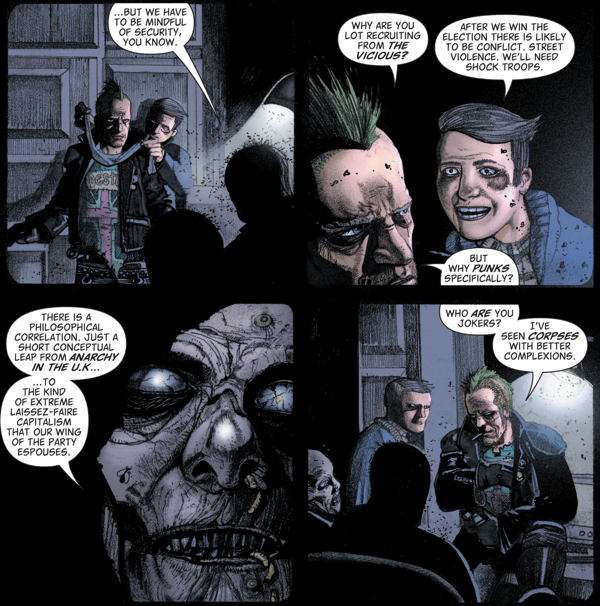 ...BUT WE HAVE
TO BE MINDFUL
OF SECURITY,
YOU KNOW.
WHY ARE YOU
LOT RECRUITING
FROM THE
VICIOUS?
AFTER WE WIN THE
ELECTION THERE IS LIKELY
TO BE CONFLICT. STREET
VIOLENCE. WE'LL NEED
SHOCK TROOPS.
BUT
WHY PUNKS
SPECIFICALLY?
THERE IS A
PHILOSOPHICAL
CORRELATION. JUST A
SHORT CONCEPTUAL
LEAP FROM ANARCHY
IN THE U.K...
...TO
THE KIND
OF EXTREME
LAISSEZ-FAIRE
CAPITALISM
THAT OUR WING
OF THE PARTY
ESPOUSES.
WHO ARE YOU
JOKERS?
I'VE
SEEN CORPSES
WITH BETTER
COMPLEXIONS.